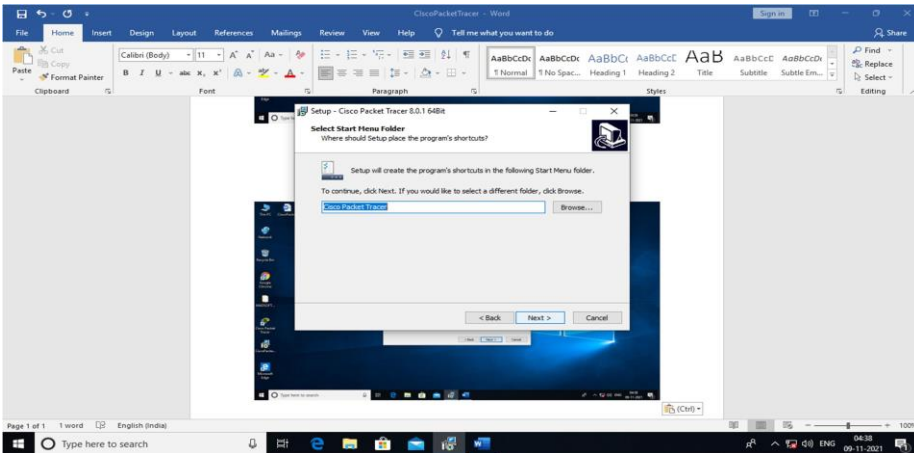 CIscoPacketTracer - Word
Sign in
File Home Insert Design Layout References Mailings Review View Help Tell me what you want to do Share
Paste
Cut
Copy
Format Painter
Clipboard
Calibri (Body) 11
Font
Paragraph
AaBbCcDc AaBbCcDc AaBbC( AaBbCcE AaB AaBbCcE AaBbCcDc
¶ Normal ¶ No Spac... Heading 1 Heading 2 Title Subtitle Subtle Em...
Styles
Find
Replace
Select
Editing
Setup - Cisco Packet Tracer 8.0.1 64Bit
Select Start Menu Folder
Where should Setup place the program's shortcuts?
Setup will create the program's shortcuts in the following Start Menu folder.
To continue, click Next. If you would like to select a different folder, click Browse.
Cisco Packet Tracer
Browse...
< Back Next > Cancel
(Ctrl)
Page 1 of 1 1 word English (India)
Type here to search
ENG
04:38
09-11-2021